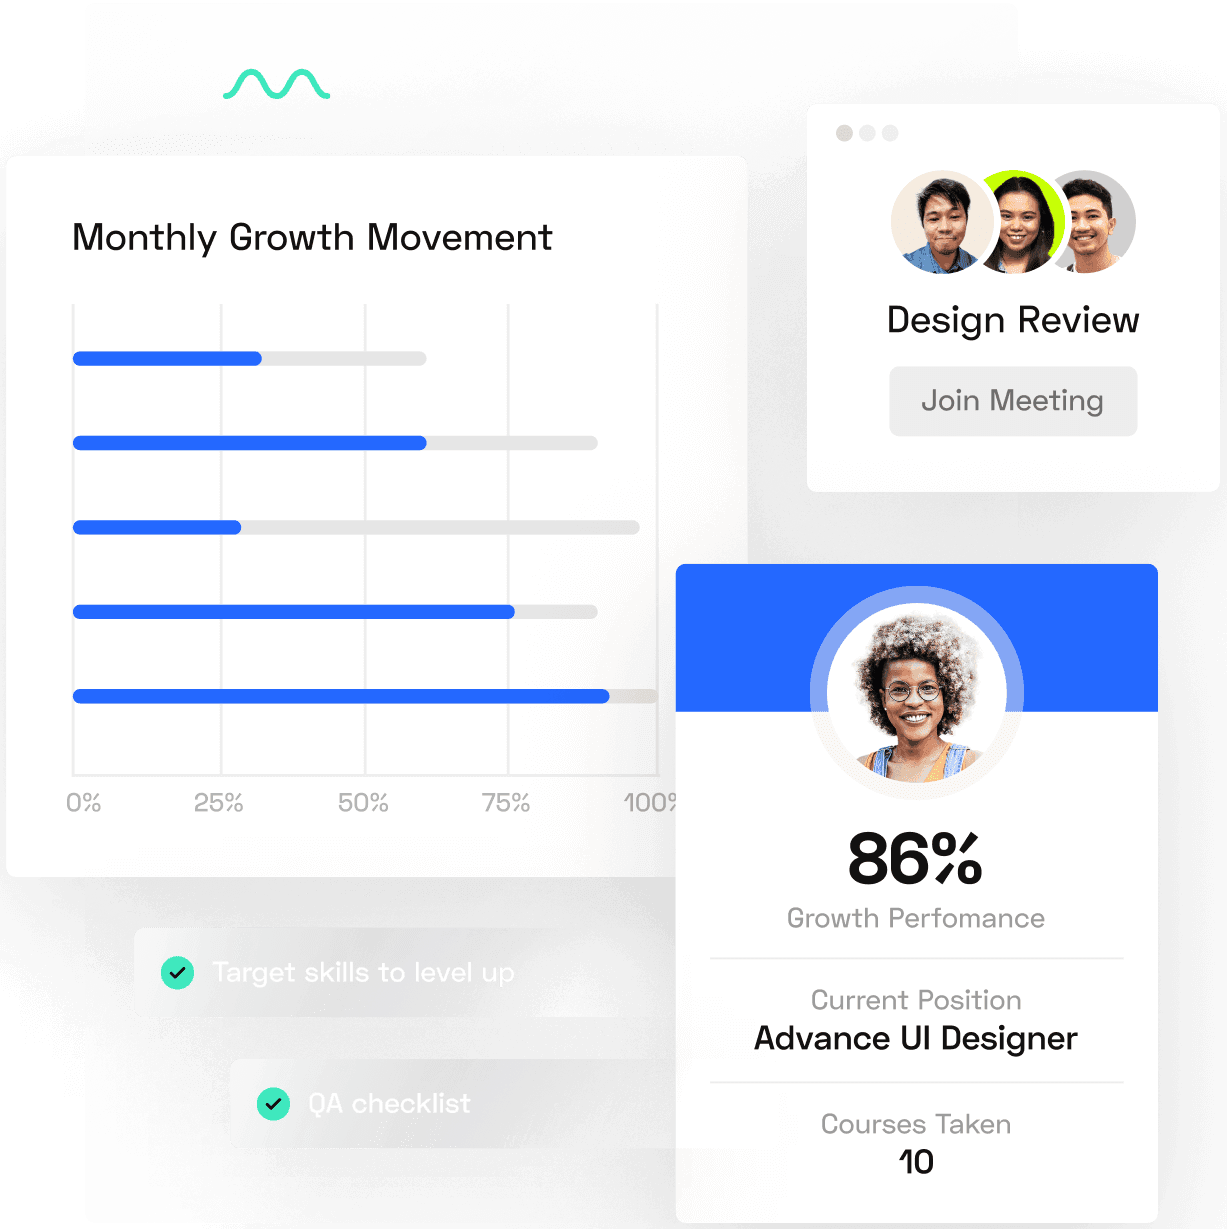 Monthly Growth Movement
0% 25% 50% 75% 100%
Design Review
Join Meeting
86%
Growth Perfomance
Current Position
Advance UI Designer
Courses Taken
10
Target skills to level up
QA checklist